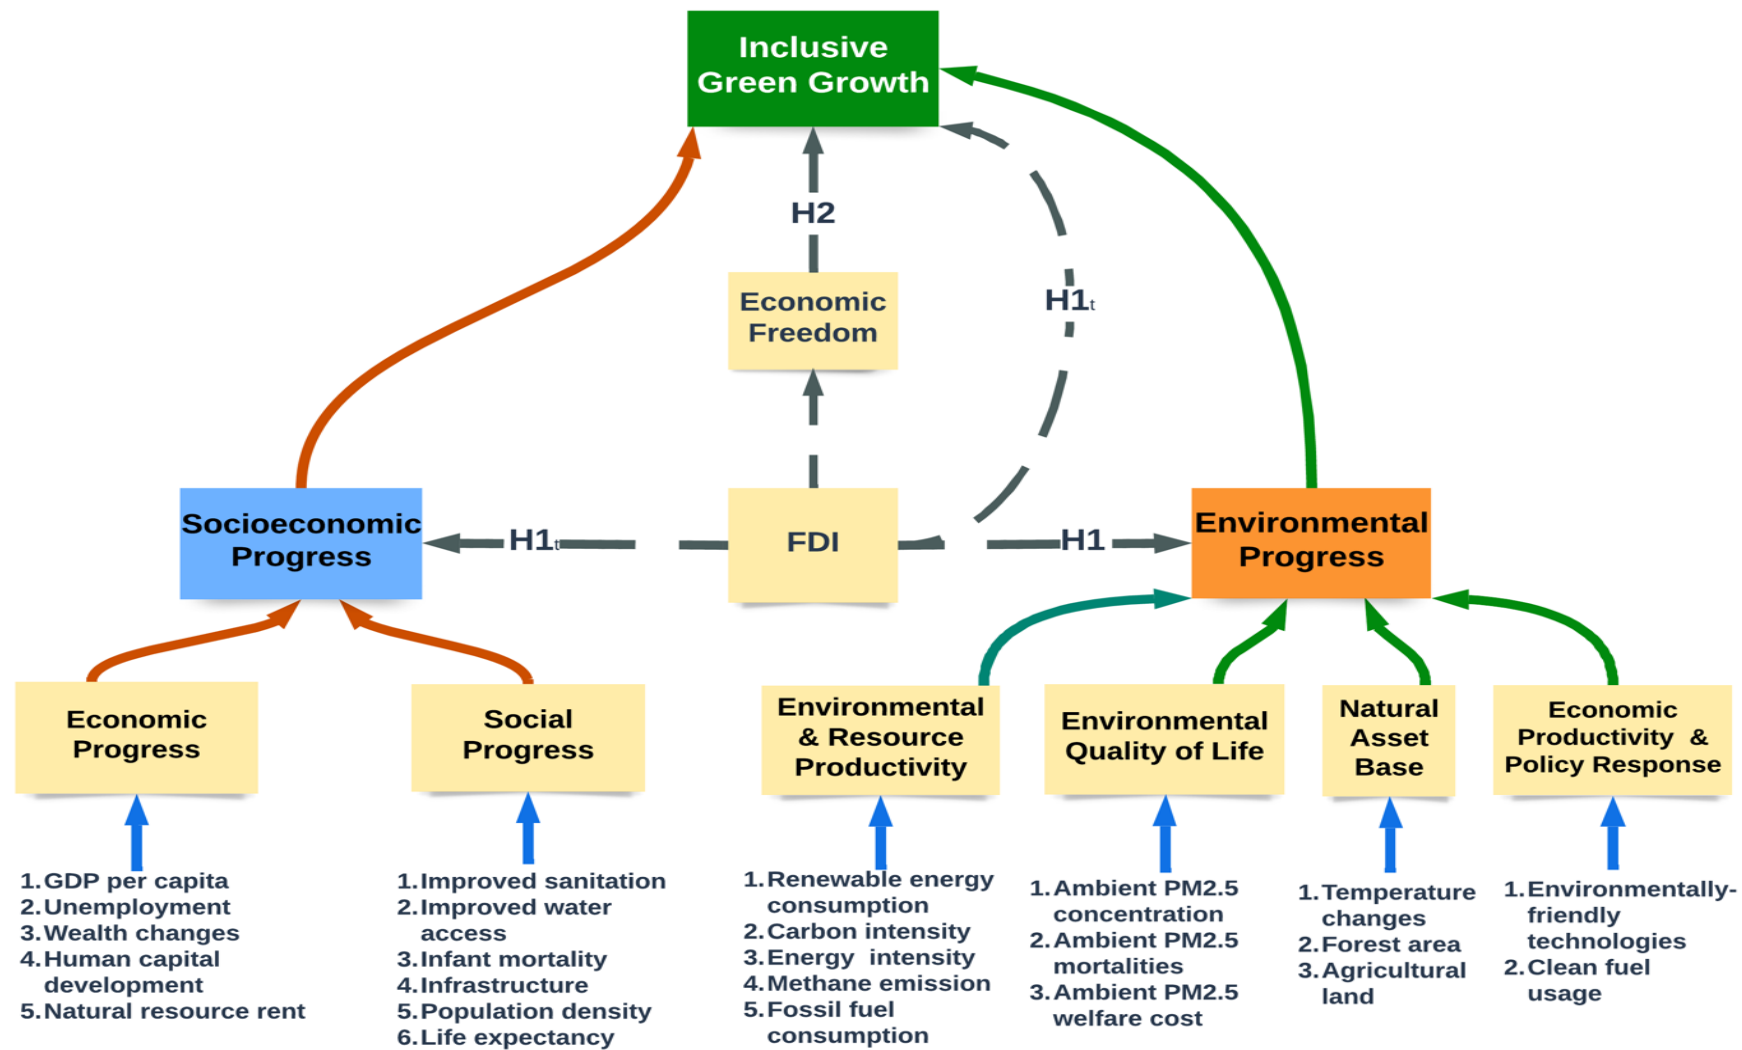 Inclusive
Green Growth
H2
Economic
Freedom
H1t
Socioeconomic
Progress
H1t
FDI
H1
Environmental
Progress
Economic
Progress
Social
Progress
Environmental
& Resource
Productivity
Environmental
Quality of Life
Natural
Asset
Base
Economic
Productivity &
Policy Response
1.GDP per capita
2.Unemployment
3.Wealth changes
4.Human capital
development
5.Natural resource rent
1.Improved sanitation
2.Improved water
access
3.Infant mortality
4.Infrastructure
5.Population density
6.Life expectancy
1.Renewable energy
consumption
2.Carbon intensity
3.Energy intensity
4.Methane emission
5.Fossil fuel
consumption
1.Ambient PM2.5
concentration
2.Ambient PM2.5
mortalities
3.Ambient PM2.5
welfare cost
1.Temperature
changes
2.Forest area
3.Agricultural
land
1.Environmentally-
friendly
technologies
2.Clean fuel
usage